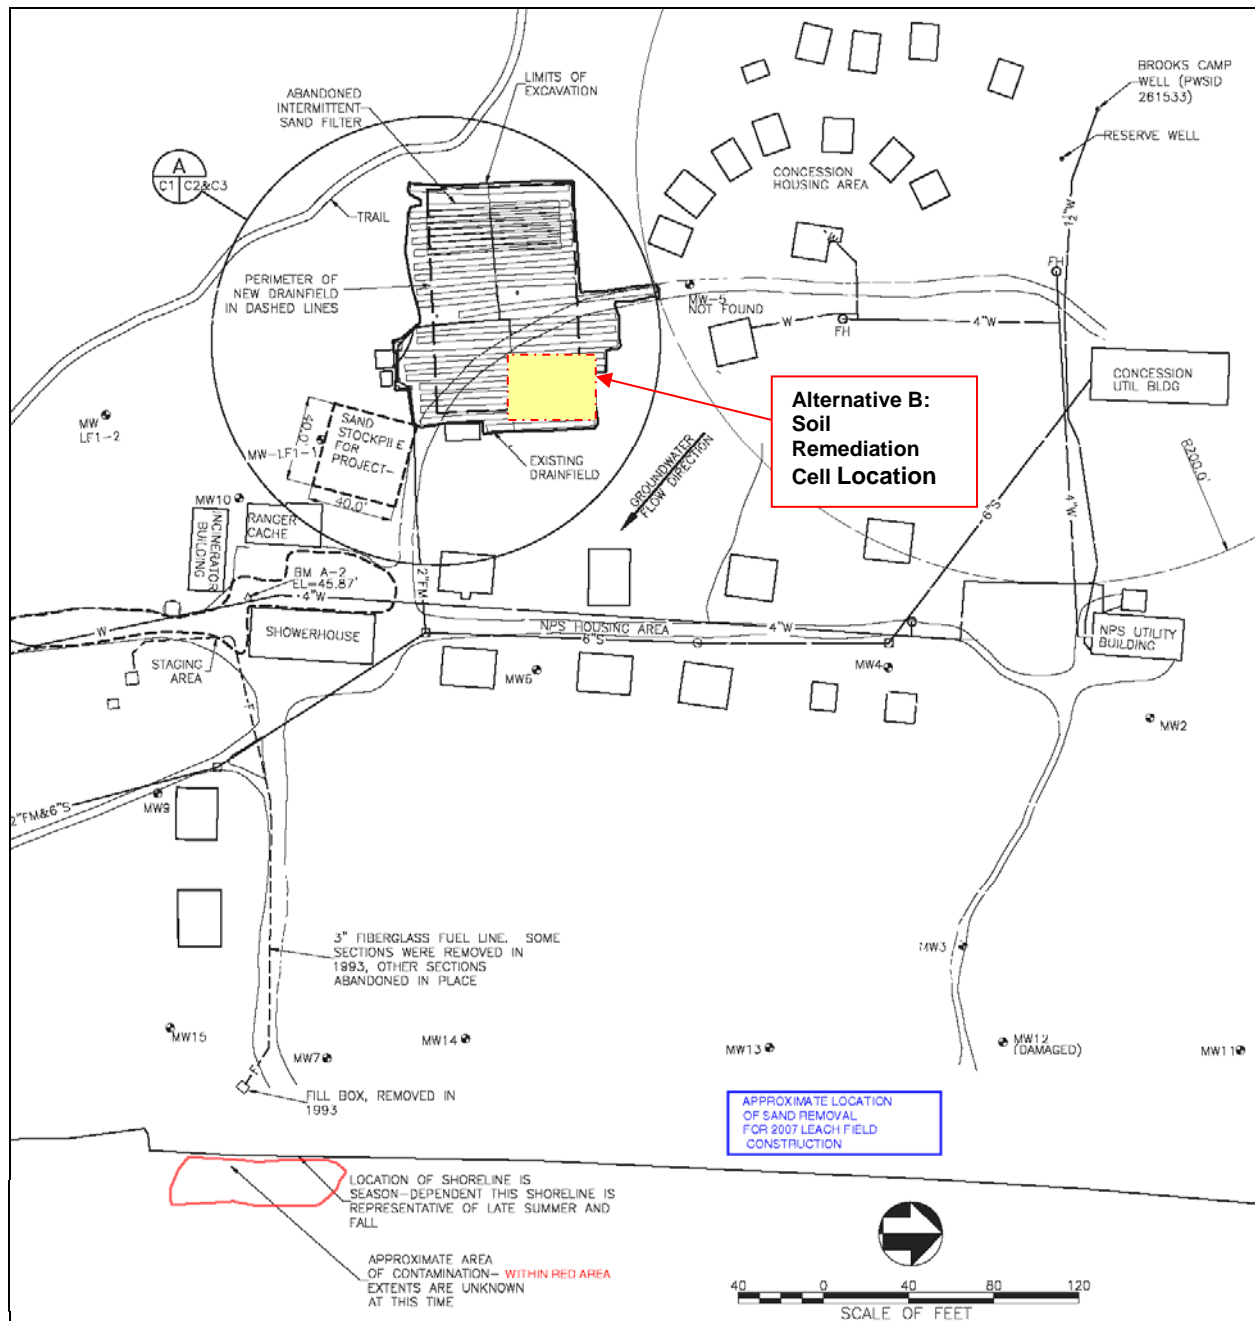 LIMITS OF
EXCAVATION
ABANDONED
INTERMITTENT
SAND FILTER
BROOKS CAMP
WELL (PWSID
261533)
RESERVE WELL
A
C1
C2&C3
TRAIL
CONCESSION
HOUSING AREA
1½"W
PERIMETER OF
NEW DRAINFIELD
IN DASHED LINES
FH
MW-5
NOT FOUND
W
FH
4"W
CONCESSION
UTIL BLDG
Alternative B:
Soil
Remediation
Cell Location
MW
LF1-2
40.0'
SAND
STOCKPILE
FOR
PROJECT
MW-LF1-1
40.0'
EXISTING
DRAINFIELD
GROUNDWATER
FLOW DIRECTION
R200.0'
6"S
4"W
MW10
INCINERATOR
BUILDING
RANGER
CACHE
BM A-2
EL=45.87'
4"W
2"FM
W
SHOWERHOUSE
NPS HOUSING AREA
6"S
4"W
NPS UTILITY
BUILDING
STAGING
AREA
MW6
MW4
MW2
F
2"FM&6"S
MW9
3" FIBERGLASS FUEL LINE. SOME
SECTIONS WERE REMOVED IN
1993, OTHER SECTIONS
ABANDONED IN PLACE
MW3
MW15
MW7
MW14
MW13
MW12
(DAMAGED)
MW11
F
FILL BOX, REMOVED IN
1993
APPROXIMATE LOCATION
OF SAND REMOVAL
FOR 2007 LEACH FIELD
CONSTRUCTION
LOCATION OF SHORELINE IS
SEASON-DEPENDENT THIS SHORELINE IS
REPRESENTATIVE OF LATE SUMMER AND
FALL
APPROXIMATE AREA
OF CONTAMINATION- WITHIN RED AREA
EXTENTS ARE UNKNOWN
AT THIS TIME
40 0 40 80 120
SCALE OF FEET